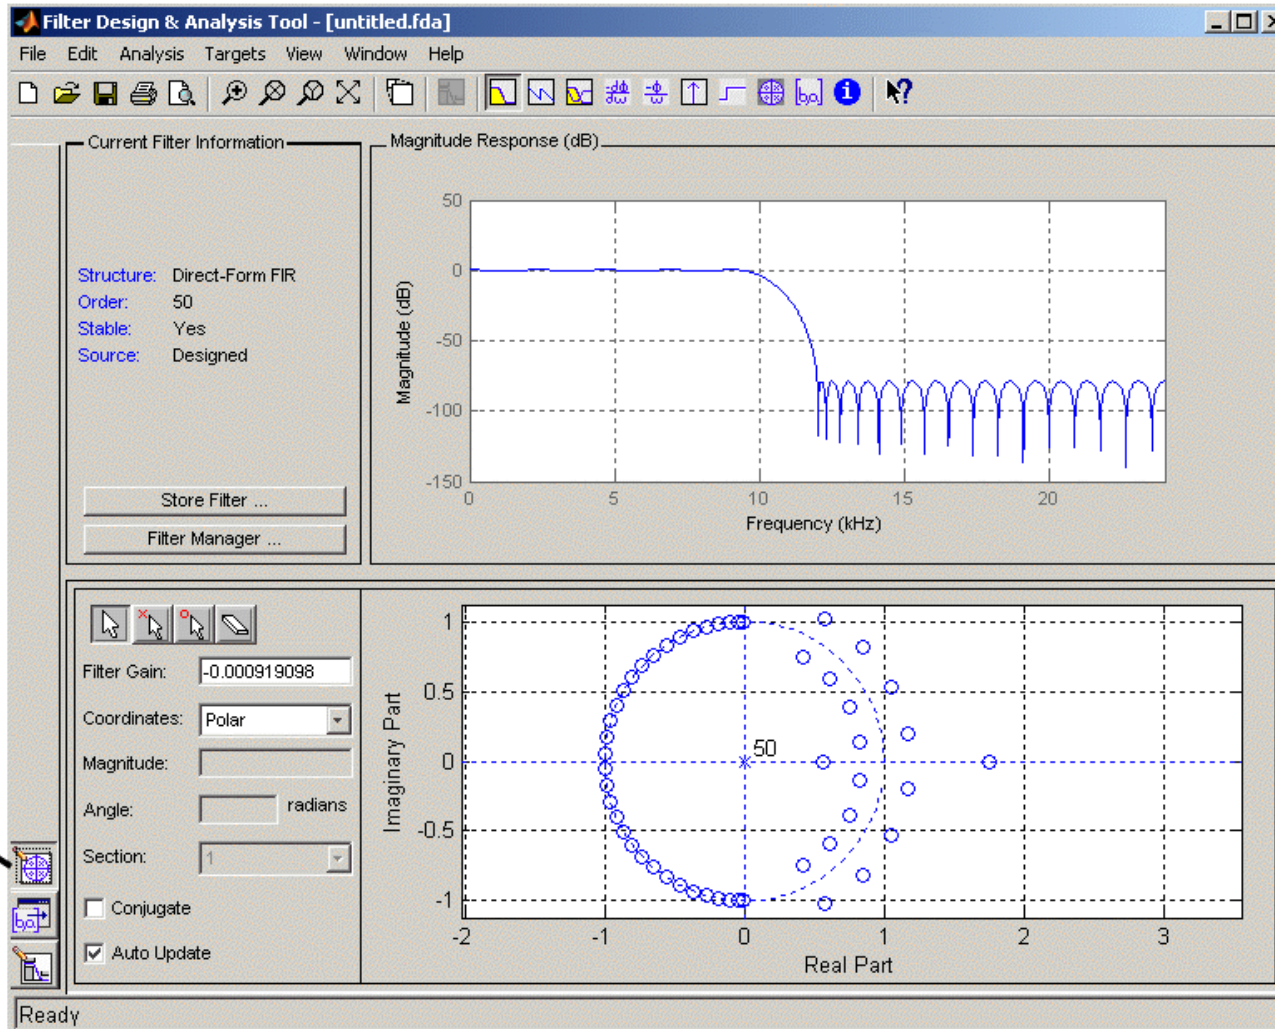 Filter Design & Analysis Tool - [untitled.fda]
File Edit Analysis Targets View Window Help
Current Filter Information
Structure: Direct-Form FIR
Order: 50
Stable: Yes
Source: Designed
Store Filter ...
Filter Manager ...
Magnitude Response (dB)
50
0
-50
-100
-150
Magnitude (dB)
0 5 10 15 20
Frequency (kHz)
Filter Gain: -0.000919098
Coordinates: Polar
Magnitude:
Angle: radians
Section: 1
Conjugate
Auto Update
1
0.5
0
-0.5
-1
Imaginary Part
50
-2 -1 0 1 2 3
Real Part
Ready